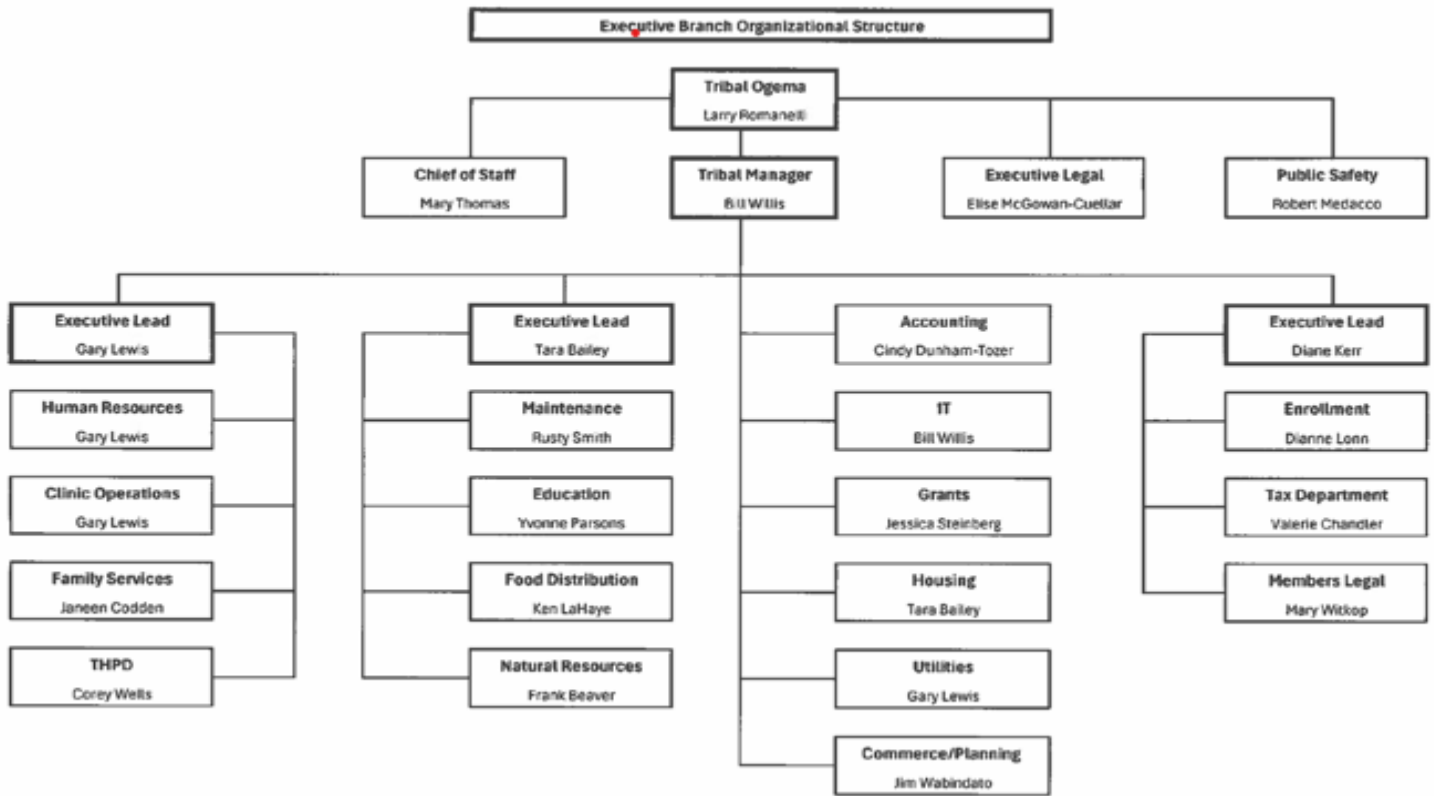 Executive Branch Organizational Structure
Tribal Ogema
Larry Romanelli
Chief of Staff
Mary Thomas
Tribal Manager
Bill Willis
Executive Legal
Elise McGowan-Cuellar
Public Safety
Robert Medacco
Executive Lead
Gary Lewis
Human Resources
Gary Lewis
Clinic Operations
Gary Lewis
Family Services
Janeen Codden
THPD
Corey Wells
Executive Lead
Tara Bailey
Maintenance
Rusty Smith
Education
Yvonne Parsons
Food Distribution
Ken LaHaye
Natural Resources
Frank Beaver
Accounting
Cindy Dunham-Tozer
IT
Bill Willis
Grants
Jessica Steinberg
Housing
Tara Bailey
Utilities
Gary Lewis
Commerce/Planning
Jim Wabindato
Executive Lead
Diane Kerr
Enrollment
Dianne Lonn
Tax Department
Valerie Chandler
Members Legal
Mary Witkop